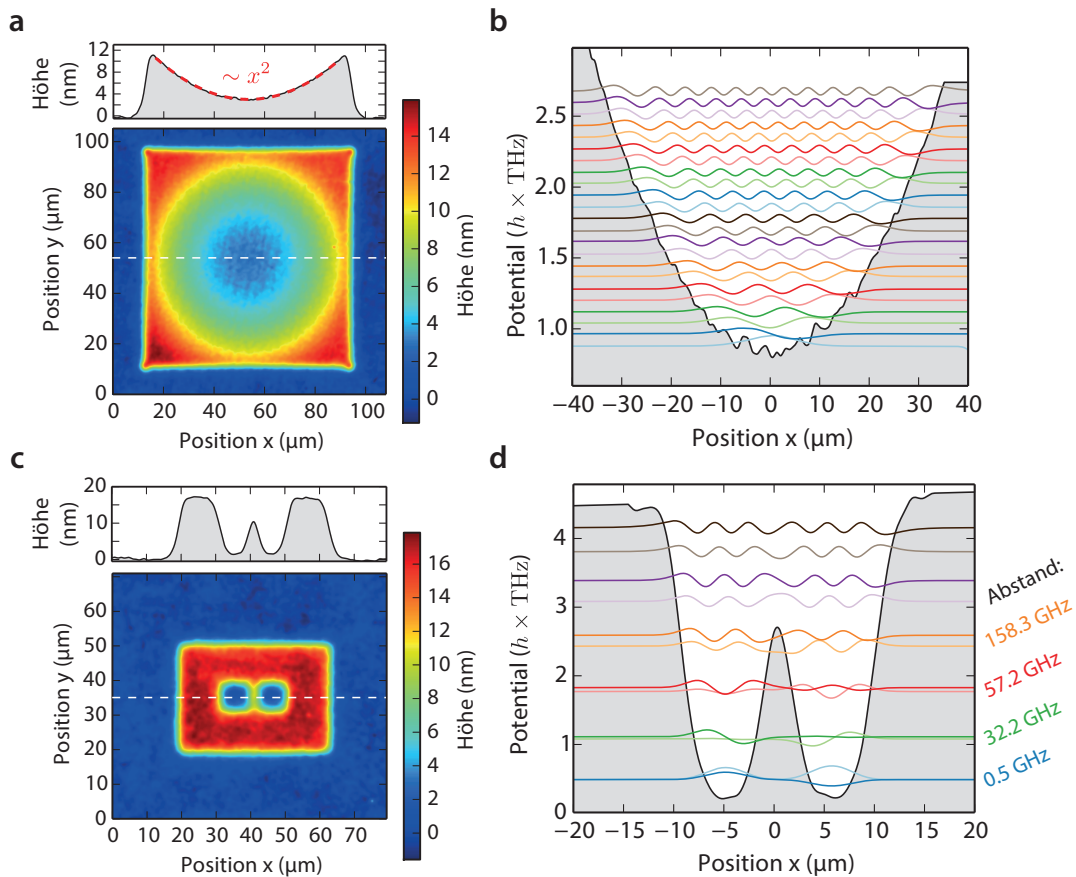 a
Höhe
(nm)
12
8
4
0
~ x²
Position y (µm)
100
80
60
40
20
0
0 20 40 60 80 100
Position x (µm)
14
12
10
8
6
4
2
0
Höhe (nm)
b
Potential (h × THz)
2.5
2.0
1.5
1.0
−40 −30 −20 −10 0 10 20 30 40
Position x (µm)
c
Höhe
(nm)
20
10
0
Position y (µm)
70
60
50
40
30
20
10
0
0 10 20 30 40 50 60 70
Position x (µm)
16
14
12
10
8
6
4
2
0
Höhe (nm)
d
Potential (h × THz)
4
3
2
1
0
−20 −15 −10 −5 0 5 10 15 20
Position x (µm)
Abstand:
158.3 GHz
57.2 GHz
32.2 GHz
0.5 GHz